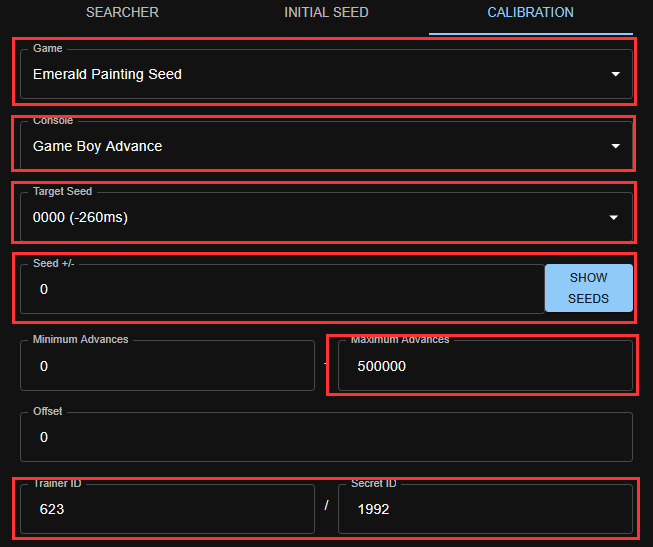 SEARCHER INITIAL SEED CALIBRATION
Game
Emerald Painting Seed
Console
Game Boy Advance
Target Seed
0000 (-260ms)
Seed +/-
0
SHOW
SEEDS
Minimum Advances
0
Maximum Advances
500000
Offset
0
Trainer ID
623
/
Secret ID
1992